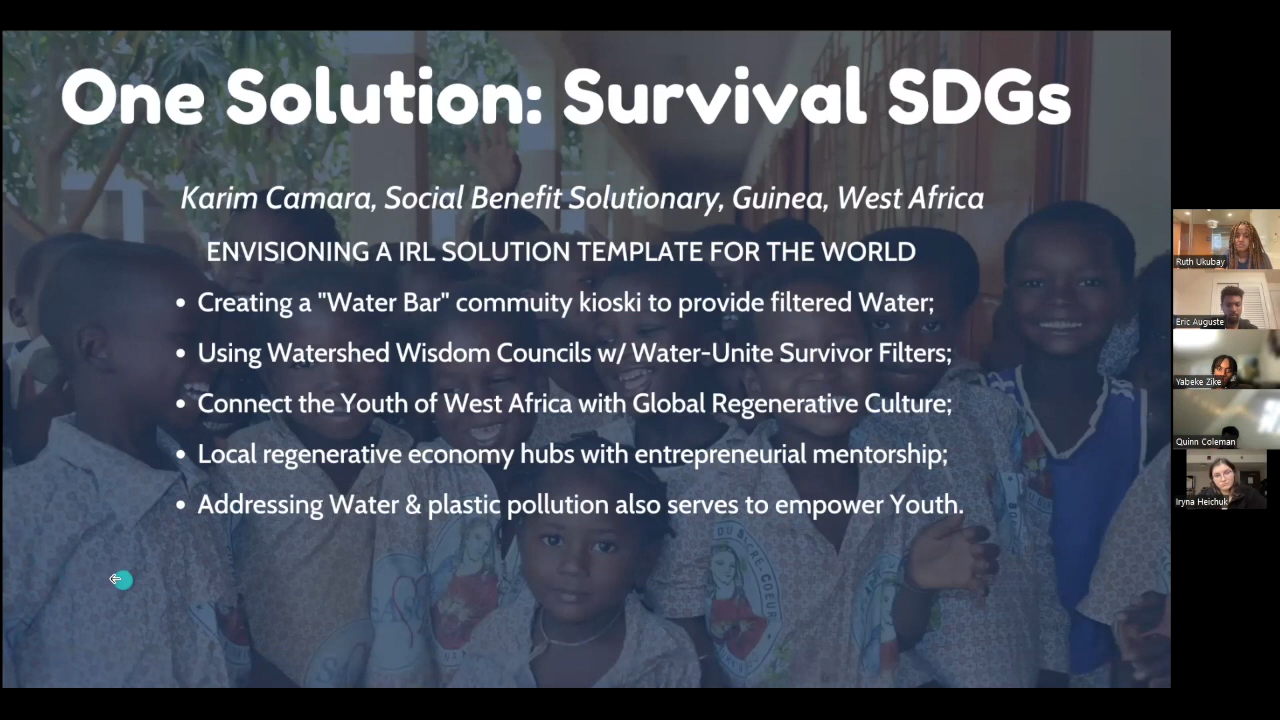 One Solution: Survival SDGs
Karim Camara, Social Benefit Solutionary, Guinea, West Africa
ENVISIONING A IRL SOLUTION TEMPLATE FOR THE WORLD
• Creating a "Water Bar" commuity kioski to provide filtered Water;
• Using Watershed Wisdom Councils w/ Water-Unite Survivor Filters;
• Connect the Youth of West Africa with Global Regenerative Culture;
• Local regenerative economy hubs with entrepreneurial mentorship;
• Addressing Water & plastic pollution also serves to empower Youth.
Ruth Ukubay
Eric Auguste
Yabeke Zike
Quinn Coleman
Iryna Heichuk